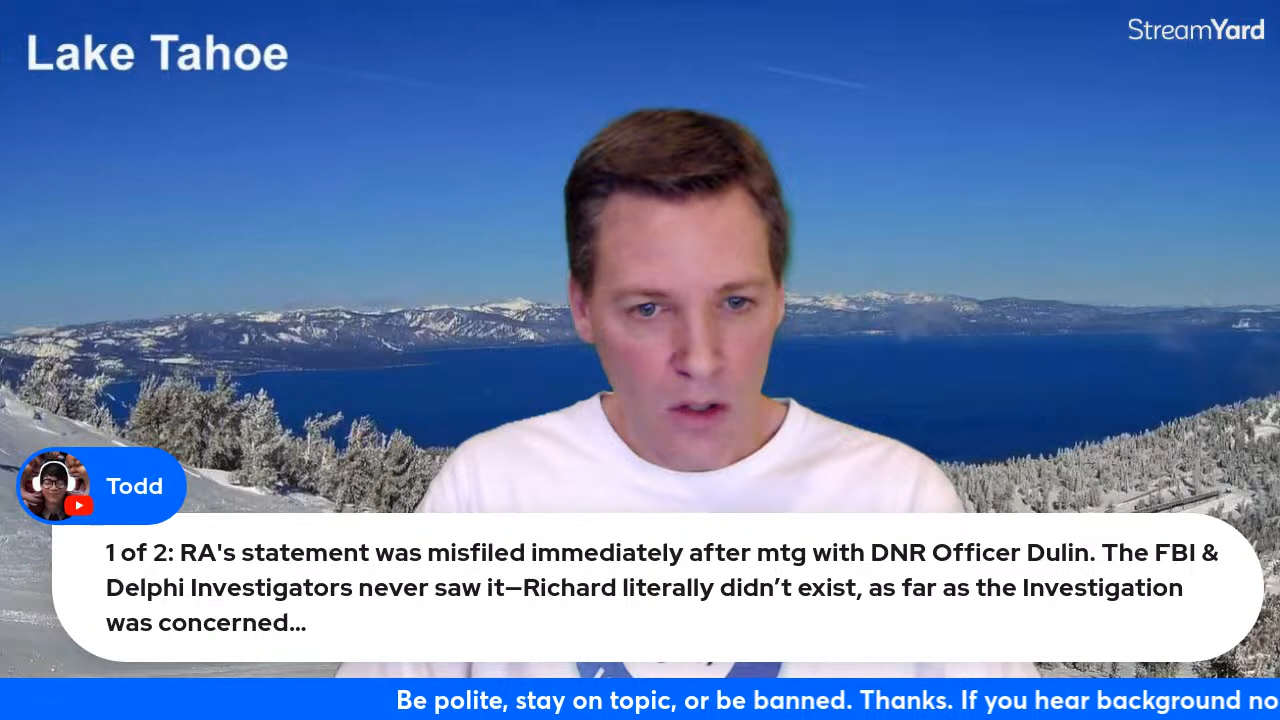 Lake Tahoe
StreamYard
Todd
1 of 2: RA's statement was misfiled immediately after mtg with DNR Officer Dulin. The FBI &
Delphi Investigators never saw it—Richard literally didn’t exist, as far as the Investigation
was concerned...
Be polite, stay on topic, or be banned. Thanks. If you hear background no